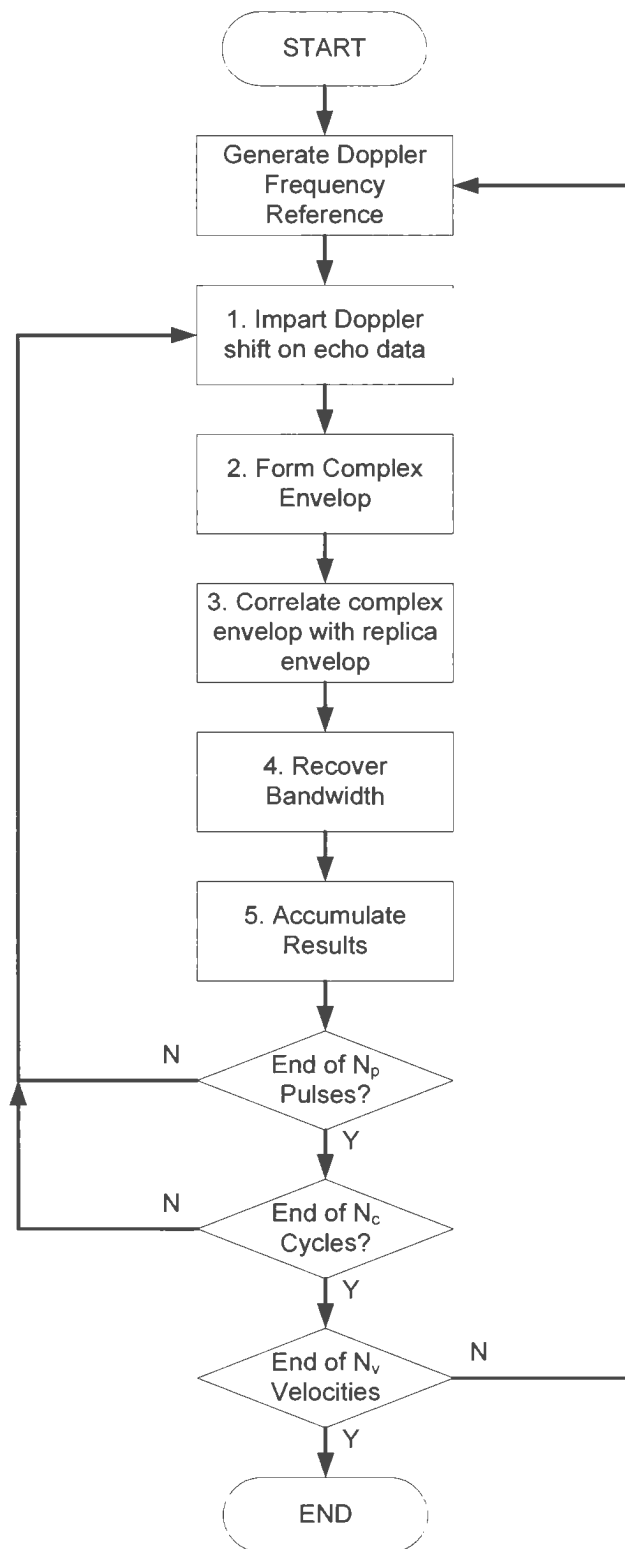 START
Generate Doppler
Frequency
Reference
1. Impart Doppler
shift on echo data
2. Form Complex
Envelop
3. Correlate complex
envelop with replica
envelop
4. Recover
Bandwidth
5. Accumulate
Results
N
End of Np
Pulses?
Y
N
End of Nc
Cycles?
Y
End of Nv
Velocities
N
Y
END